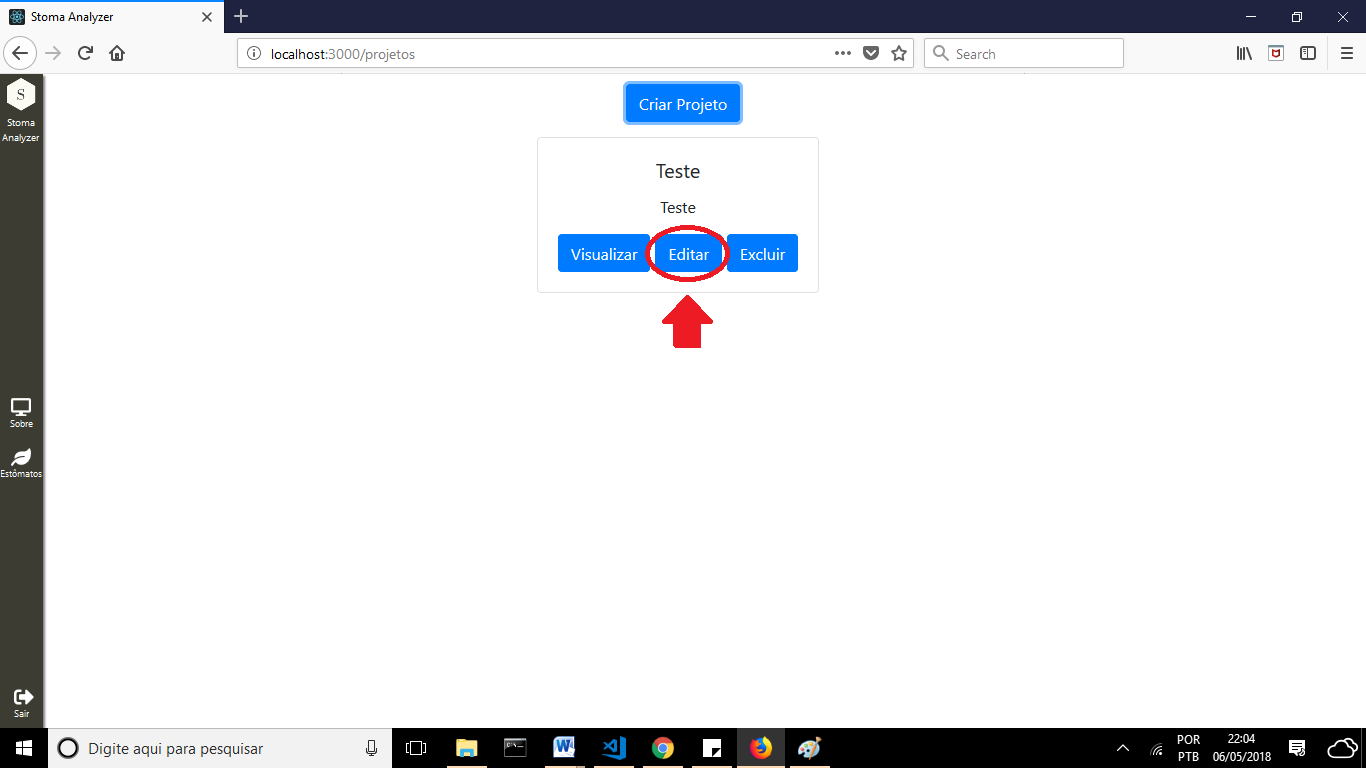 Stoma Analyzer
localhost:3000/projetos
Search
S
Stoma
Analyzer
Criar Projeto
Teste
Teste
Visualizar Editar Excluir
Sobre
Estômatos
Sair
Digite aqui para pesquisar
POR
PTB
22:04
06/05/2018